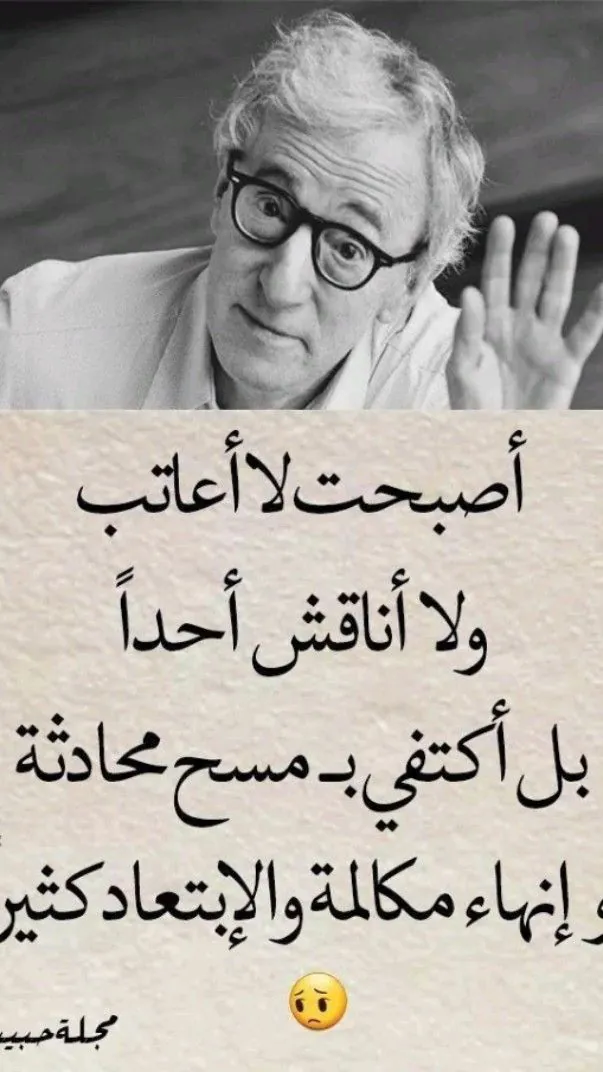 أصبحت لا أعاتب
ولا أناقش أحداً
بل أكتفي بـ مسح محادثة
و إنهاء مكالمة والإبتعاد كثير
مجلة حبيب